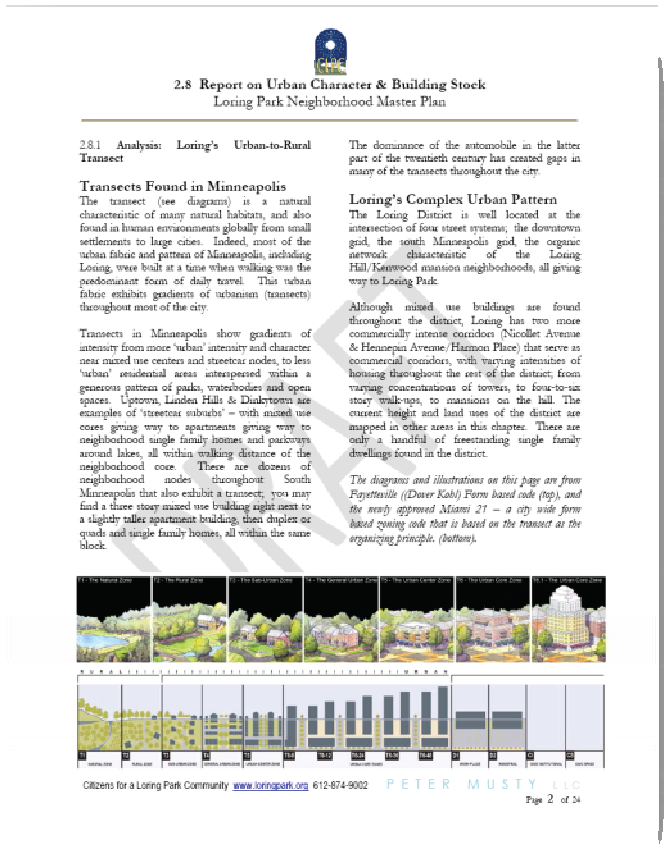 CLPC
2.8 Report on Urban Character & Building Stock
Loring Park Neighborhood Master Plan
2.8.1 Analysis: Loring's Urban-to-Rural
Transect
Transects Found in Minneapolis
The transect (see diagrams) is a natural
characteristic of many natural habitats, and also
found in human environments globally from small
settlements to large cities. Indeed, most of the
urban fabric and pattern of Minneapolis, including
Loring, were built at a time when walking was the
predominant form of daily travel. This urban
fabric exhibits gradients of urbanism (transects)
throughout most of the city.
Transects in Minneapolis show gradients of
intensity from more 'urban' intensity and character
near mixed use centers and streetcar nodes, to less
'urban' residential areas interspersed within a
generous pattern of parks, waterbodies and open
spaces. Uptown, Linden Hills & Dinkytown are
examples of 'streetcar suburbs' – with mixed use
cores giving way to apartments giving way to
neighborhood single family homes and parkways
around lakes, all within walking distance of the
neighborhood core. There are dozens of
neighborhood nodes throughout South
Minneapolis that also exhibit a transect; you may
find a three story mixed use building right next to
a slightly taller apartment building, then duplex or
quads and single family homes, all within the same
block.
The dominance of the automobile in the latter
part of the twentieth century has created gaps in
many of the transects throughout the city.
Loring's Complex Urban Pattern
The Loring District is well located at the
intersection of four street systems; the downtown
grid, the south Minneapolis grid, the organic
network characteristic of the Loring
Hill/Kenwood mansion neighborhoods, all giving
way to Loring Park.
Although mixed use buildings are found
throughout the district, Loring has two more
commercially intense corridors (Nicollet Avenue
& Hennepin Avenue/Harmon Place) that serve as
commercial corridors, with varying intensities of
housing throughout the rest of the district; from
varying concentrations of towers, to four-to-six
story walk-ups, to mansions on the hill. The
current height and land uses of the district are
mapped in other areas in this chapter. There are
only a handful of freestanding single family
dwellings found in the district.
The diagrams and illustrations on this page are from
Fayetteville ((Dover Kohl) Form based code (top), and
the newly approved Miami 21 – a city wide form
based zoning code that is based on the transect as the
organizing principle. (bottom).
DRAFT
T1 - The Natural Zone
T2 - The Rural Zone
T3 - The Sub-Urban Zone
T4 - The General Urban Zone
T5 - The Urban Center Zone
T6 - The Urban Core Zone
T6.1 - The Urban Core Zone
RURAL
URBAN
Citizens for a Loring Park Community www.loringpark.org 612-874-9002
PETER MUSTY LLC
Page 2 of 24